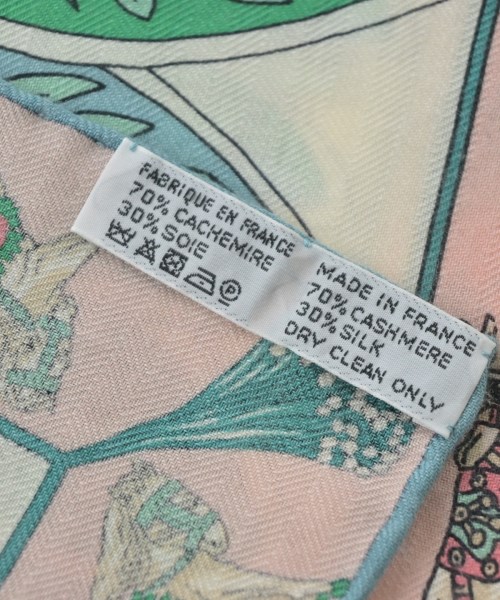 FABRIQUE EN FRANCE
70% CACHEMIRE
30% SOIE
P
MADE IN FRANCE
70% CASHMERE
30% SILK
DRY CLEAN ONLY